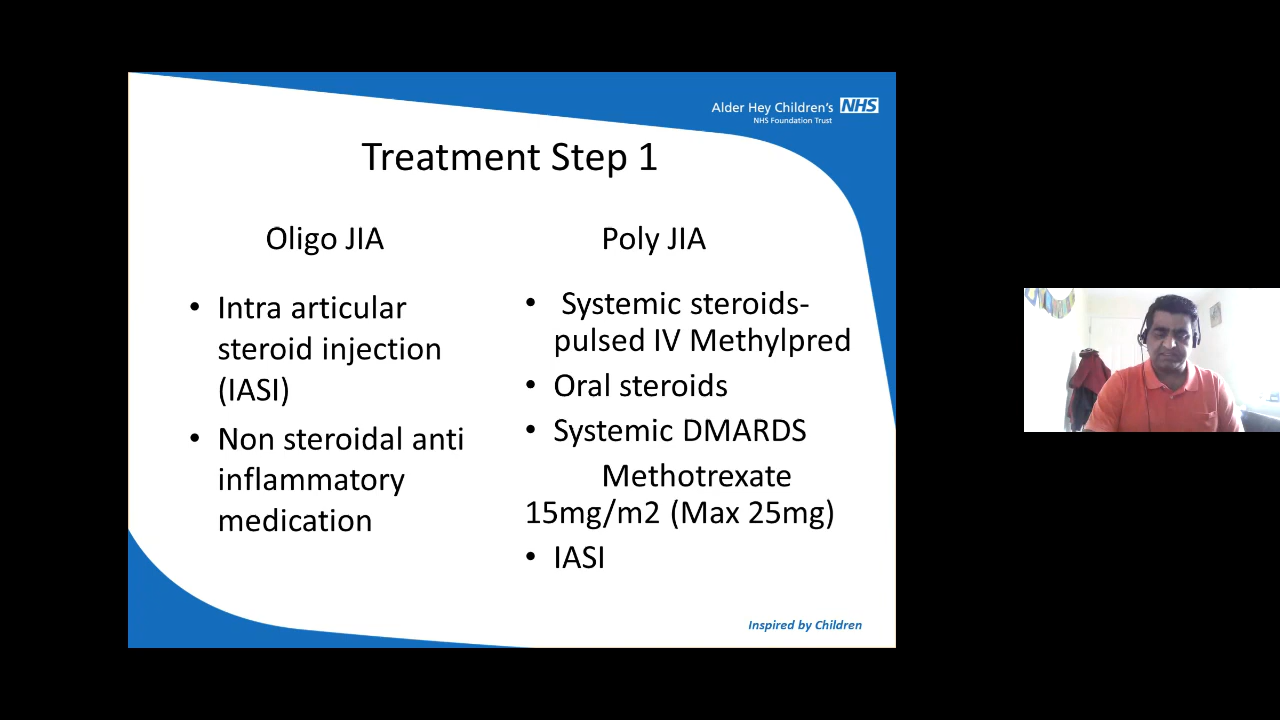 Alder Hey Children's NHS
NHS Foundation Trust
Treatment Step 1
Oligo JIA
• Intra articular
steroid injection
(IASI)
• Non steroidal anti
inflammatory
medication
Poly JIA
• Systemic steroids-
pulsed IV Methylpred
• Oral steroids
• Systemic DMARDS
Methotrexate
15mg/m2 (Max 25mg)
• IASI
Inspired by Children